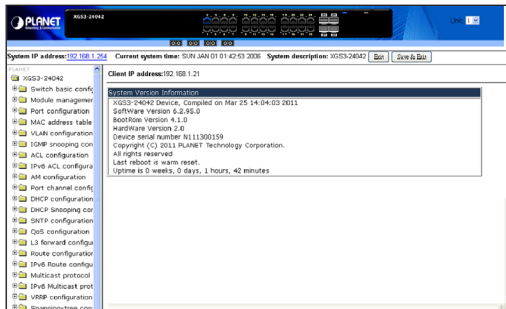 PLANET
XGS3-24042
Unit 1
System IP address:192.168.1.254 Current system time: SUN JAN 01 01:42:53 2006 System description: XGS3-24042 Exit Save & Exit
PLANET
XGS3-24042
Switch basic config
Module managemer
Port configuration
MAC address table
VLAN configuration
IGMP snooping con
ACL configuration
IPv6 ACL configura
AM configuration
Port channel config
DHCP configuration
DHCP Snooping cor
SNTP configuration
QoS configuration
L3 forward configur
Route configuration
IPv6 Route configu
Multicast protocol
IPv6 Multicast prot
VRRP configuration
Spanning-tree con
Client IP address:192.168.1.21
System Version Information
XGS3-24042 Device, Compiled on Mar 25 14:04:03 2011
SoftWare Version 6.2.95.0
BootRom Version 4.1.0
HardWare Version 2.0
Device serial number N111300159
Copyright (C) 2011 PLANET Technology Corporation.
All rights reserved
Last reboot is warm reset.
Uptime is 0 weeks, 0 days, 1 hours, 42 minutes